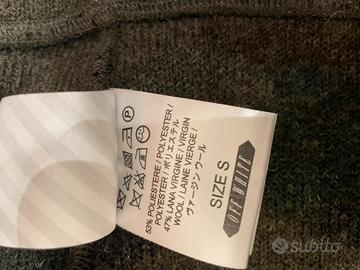 53% POLIESTERE / POLYESTER /
POLYESTER / ポリエステル
47% LANA VIRGINE / VIRGIN
WOOL / LAINE VIERGE /
ヴァージン ウール
SIZE S
OFF-WHITE
subito